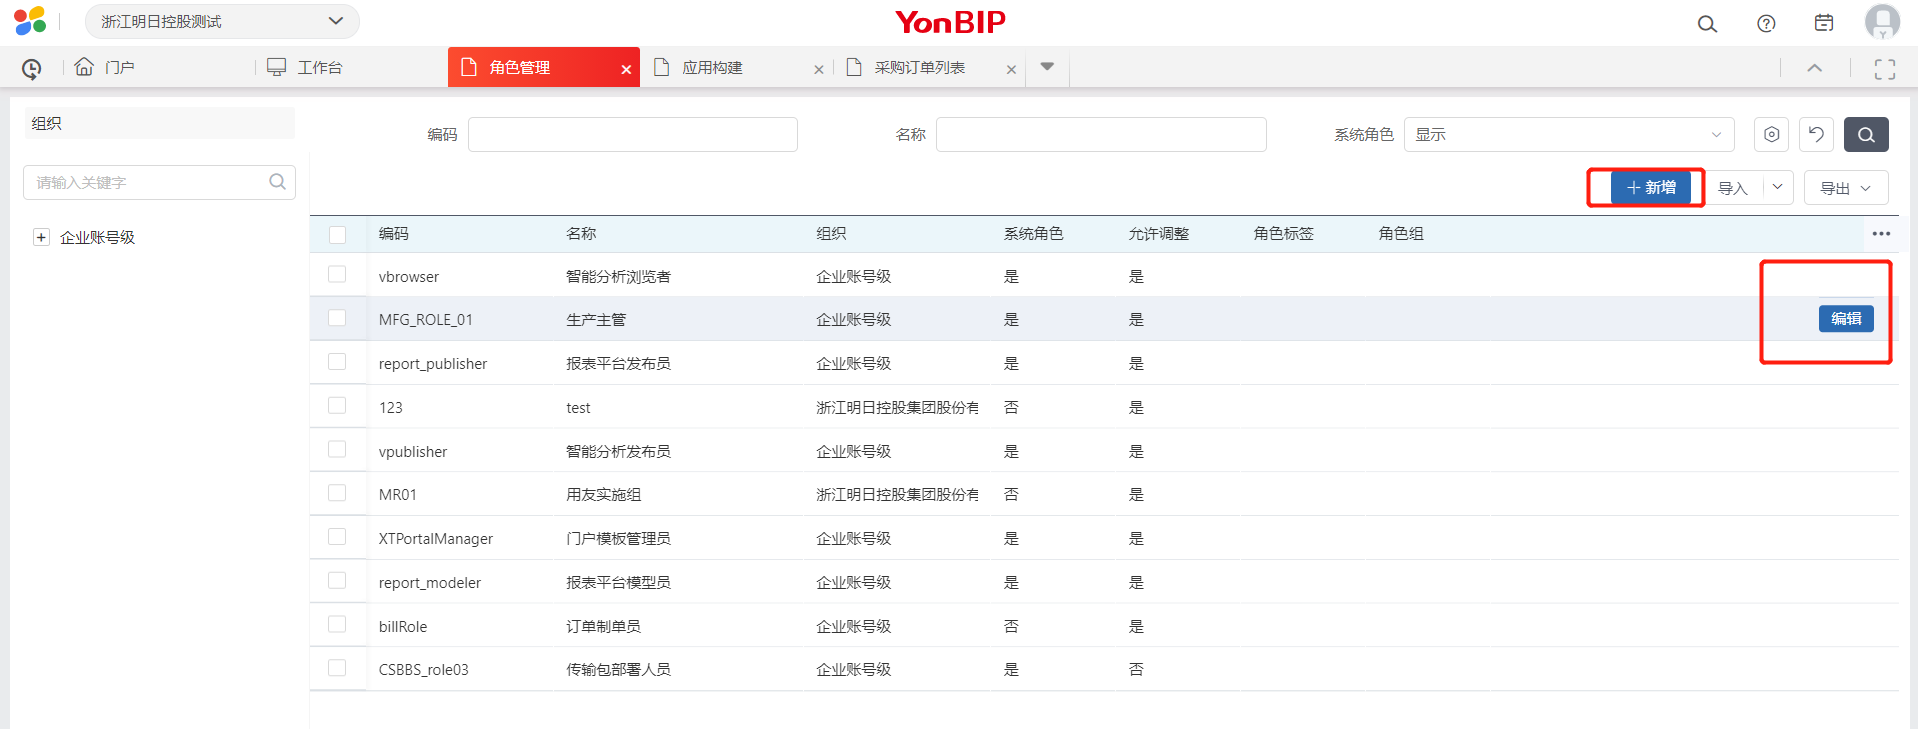 浙江明日控股测试
YonBIP
门户
工作台
角色管理
应用构建
采购订单列表
组织
编码
名称
系统角色 显示
请输入关键字
新增 导入 导出
企业账号级
编码 名称 组织 系统角色 允许调整 角色标签 角色组
vbrowser 智能分析浏览者 企业账号级 是 是
MFG_ROLE_01 生产主管 企业账号级 是 是 编辑
report_publisher 报表平台发布员 企业账号级 是 是
123 test 浙江明日控股集团股份有 否 是
vpublisher 智能分析发布员 企业账号级 是 是
MR01 用友实施组 浙江明日控股集团股份有 否 是
XTPortalManager 门户模板管理员 企业账号级 是 是
report_modeler 报表平台模型员 企业账号级 是 是
billRole 订单制单员 企业账号级 否 是
CSBBS_role03 传输包部署人员 企业账号级 是 否